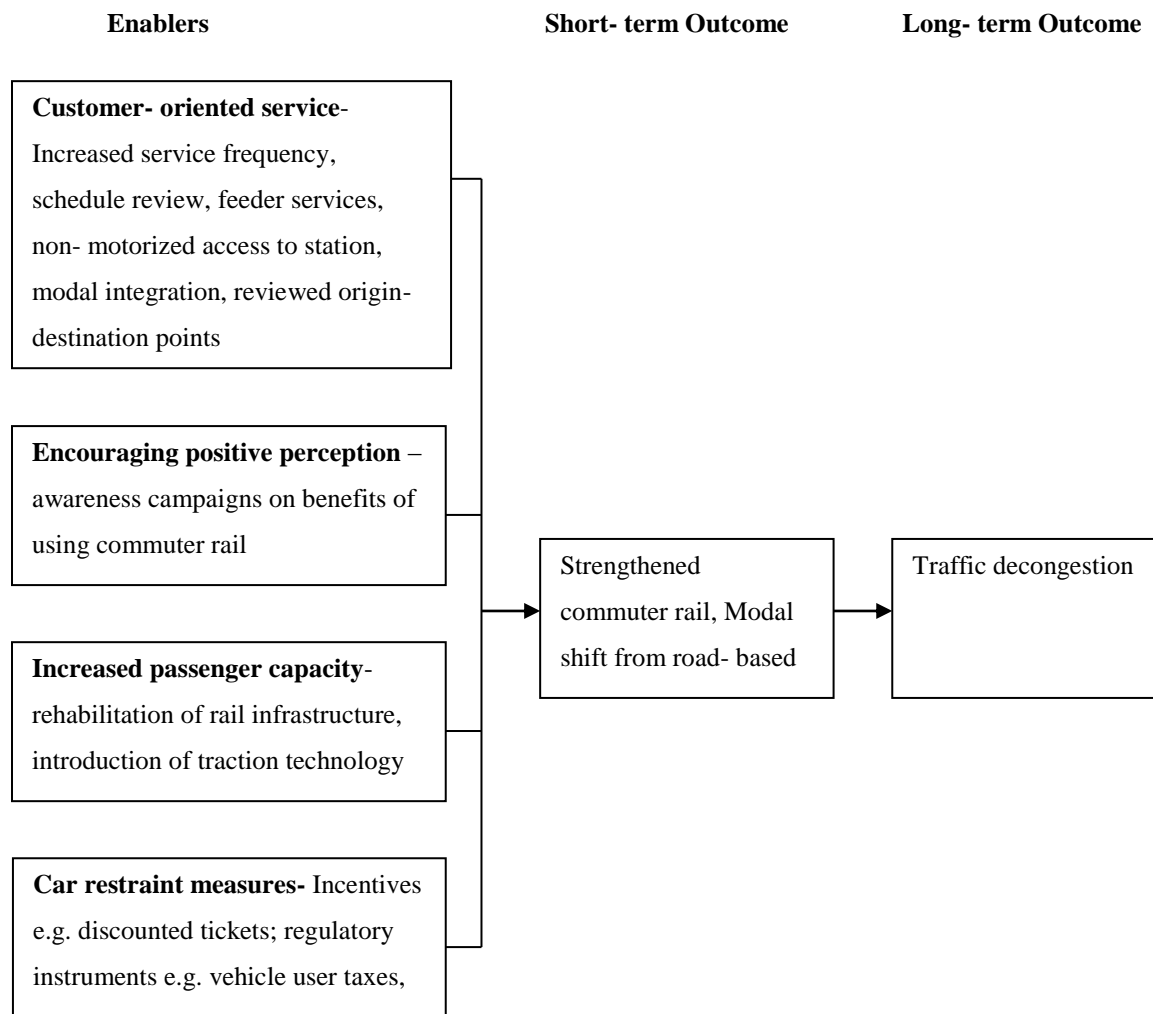 Enablers
Short- term Outcome
Long- term Outcome
Customer- oriented service-
Increased service frequency,
schedule review, feeder services,
non- motorized access to station,
modal integration, reviewed origin-
destination points
Encouraging positive perception –
awareness campaigns on benefits of
using commuter rail
Increased passenger capacity-
rehabilitation of rail infrastructure,
introduction of traction technology
Car restraint measures- Incentives
e.g. discounted tickets; regulatory
instruments e.g. vehicle user taxes,
Strengthened
commuter rail, Modal
shift from road- based
Traffic decongestion